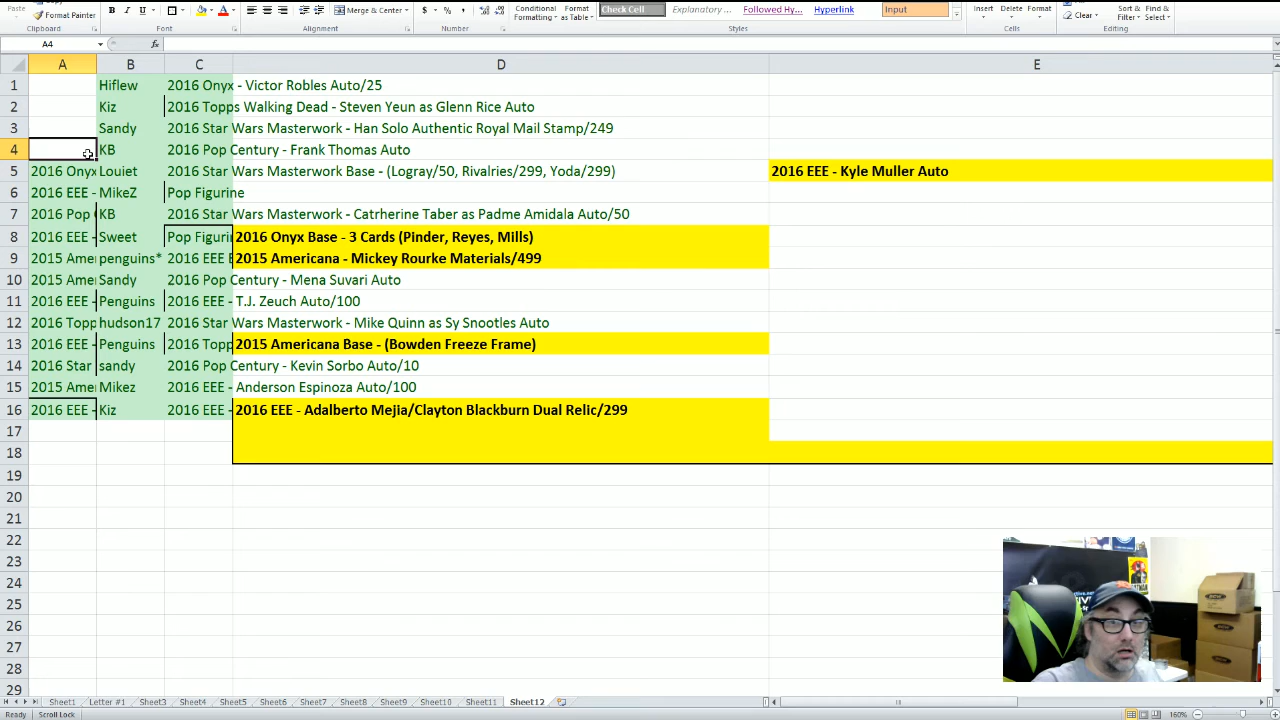 Paste
Format Painter
B I U A
Merge & Center
$ % ,
Conditional Formatting
Format as Table
Check Cell
Explanatory ...
Followed Hy...
Hyperlink
Input
Insert Delete Format
Clear
Sort & Filter
Find & Select
Clipboard Font Alignment Number Styles Cells Editing
A4 fx
A B C D E
1 Hiflew 2016 Onyx - Victor Robles Auto/25
2 Kiz 2016 Topps Walking Dead - Steven Yeun as Glenn Rice Auto
3 Sandy 2016 Star Wars Masterwork - Han Solo Authentic Royal Mail Stamp/249
4 KB 2016 Pop Century - Frank Thomas Auto
5 2016 Onyx Louiet 2016 Star Wars Masterwork Base - (Logray/50, Rivalries/299, Yoda/299) 2016 EEE - Kyle Muller Auto
6 2016 EEE - MikeZ Pop Figurine
7 2016 Pop KB 2016 Star Wars Masterwork - Catrherine Taber as Padme Amidala Auto/50
8 2016 EEE - Sweet Pop Figuri 2016 Onyx Base - 3 Cards (Pinder, Reyes, Mills)
9 2015 Amer penguins* 2016 EEE 2015 Americana - Mickey Rourke Materials/499
10 2015 Amer Sandy 2016 Pop Century - Mena Suvari Auto
11 2016 EEE - Penguins 2016 EEE - T.J. Zeuch Auto/100
12 2016 Topp hudson17 2016 Star Wars Masterwork - Mike Quinn as Sy Snootles Auto
13 2016 EEE - Penguins 2016 Topp 2015 Americana Base - (Bowden Freeze Frame)
14 2016 Star sandy 2016 Pop Century - Kevin Sorbo Auto/10
15 2015 Amer Mikez 2016 EEE - Anderson Espinoza Auto/100
16 2016 EEE - Kiz 2016 EEE - 2016 EEE - Adalberto Mejia/Clayton Blackburn Dual Relic/299
17
18
19
20
21
22
23
24
25
26
27
28
29
Sheet1 Letter #1 Sheet3 Sheet4 Sheet5 Sheet6 Sheet7 Sheet8 Sheet9 Sheet10 Sheet11 Sheet12
Ready Scroll Lock 160%